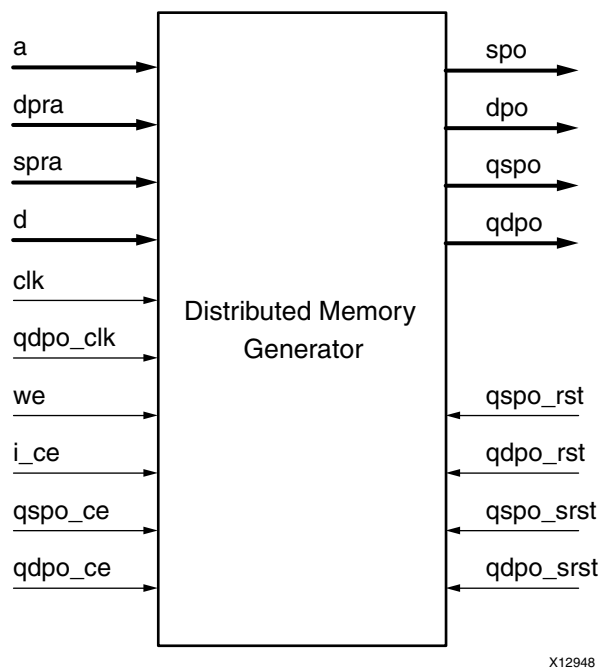 a
dpra
spra
d
clk
qdpo_clk
we
i_ce
qspo_ce
qdpo_ce
Distributed Memory
Generator
spo
dpo
qspo
qdpo
qspo_rst
qdpo_rst
qspo_srst
qdpo_srst
X12948